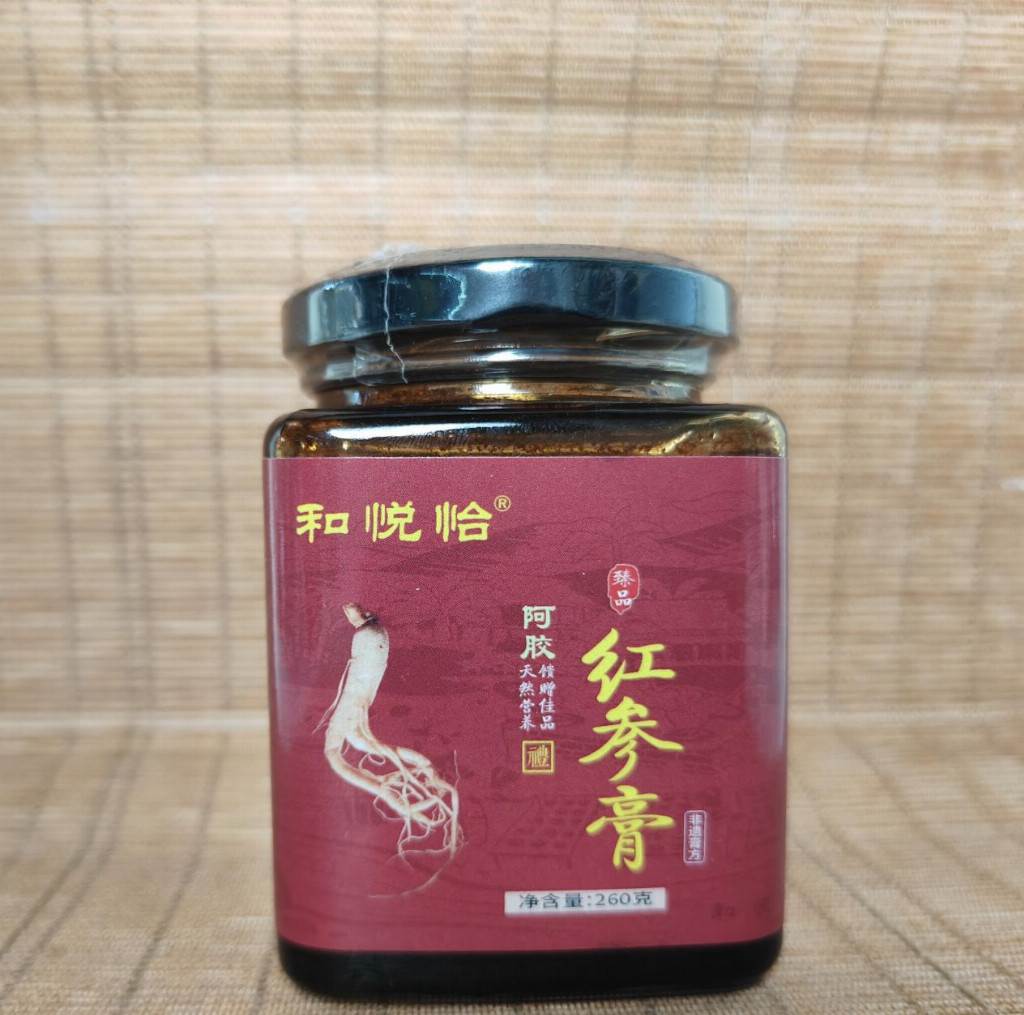 和悦怡®
臻品
阿胶
馈赠佳品
天然营养
禮
红参膏
非遗膏方
净含量:260克